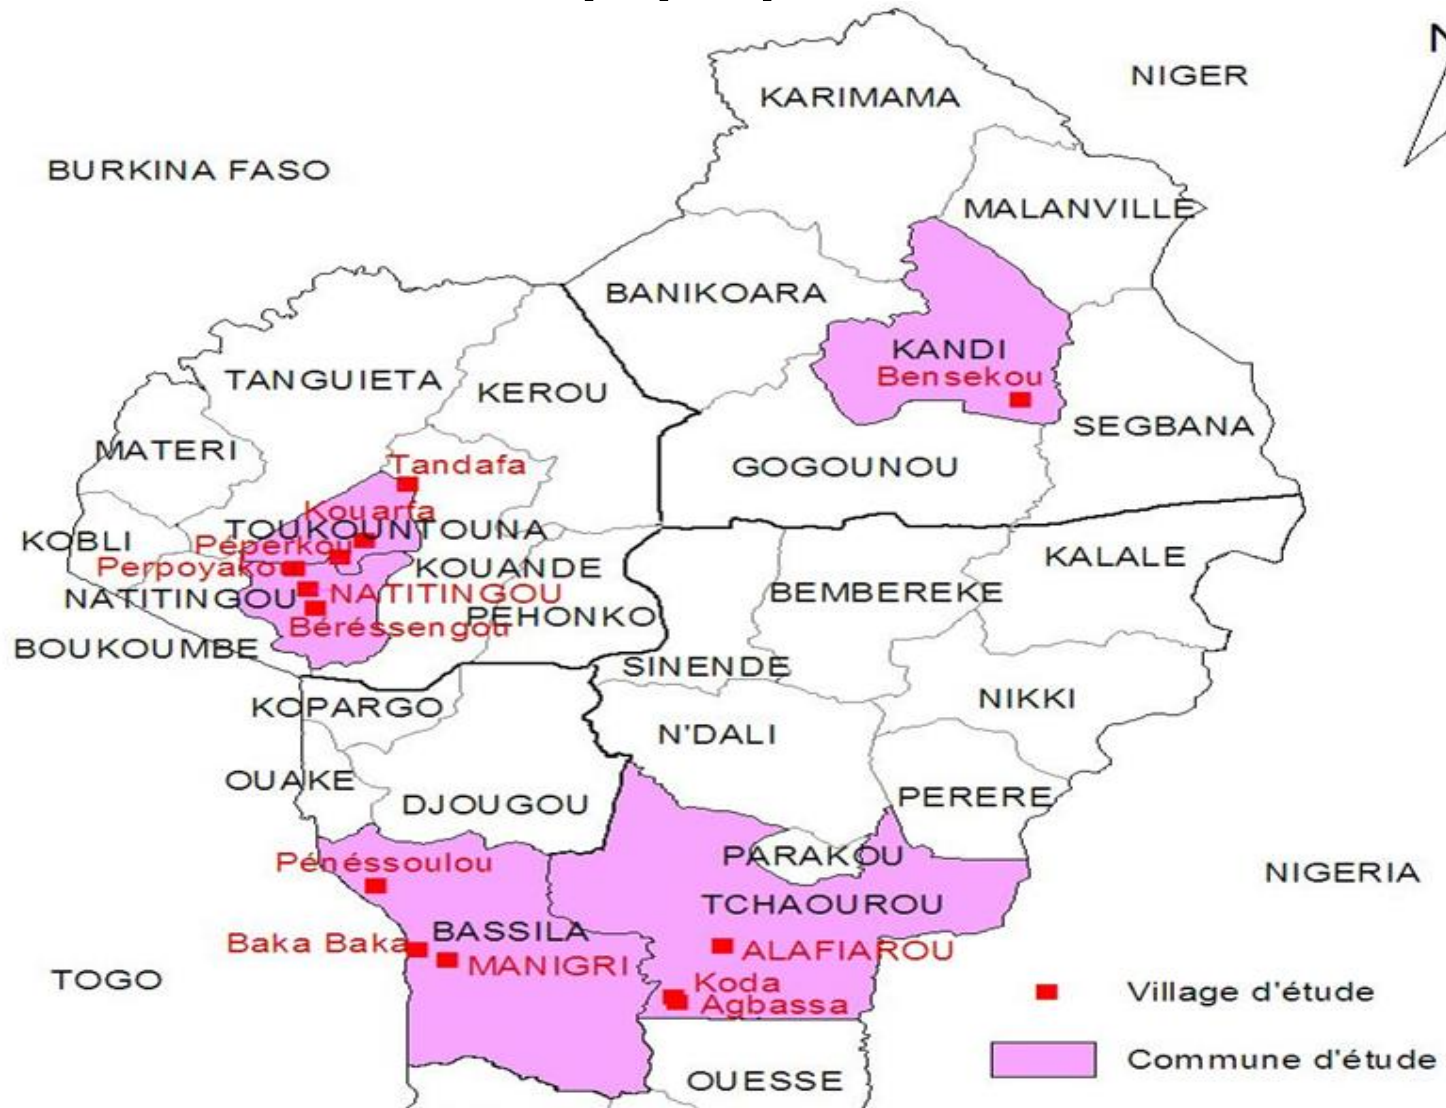 N
NIGER
KARIMAMA
BURKINA FASO
MALANVILLE
BANIKOARA
KANDI
Bensekou
TANGUIETA
KEROU
SEGBANA
MATERI
Tandafa
GOGOUNOU
Kouarfa
TOUKOUNTOUNA
KOBLI
Péperkou
KALALE
Perpoyako
KOUANDE
NATITINGOU
NATITINGOU
BEMBEREKE
PEHONKO
Béréssengou
BOUKOUMBE
SINENDE
NIKKI
KOPARGO
N'DALI
OUAKE
DJOUGOU
PERERE
PARAKOU
Pénéssoulou
NIGERIA
TCHAOUROU
BASSILA
Baka Baka
ALAFIAROU
MANIGRI
TOGO
Koda
Agbassa
Village d'étude
Commune d'étude
OUESSE